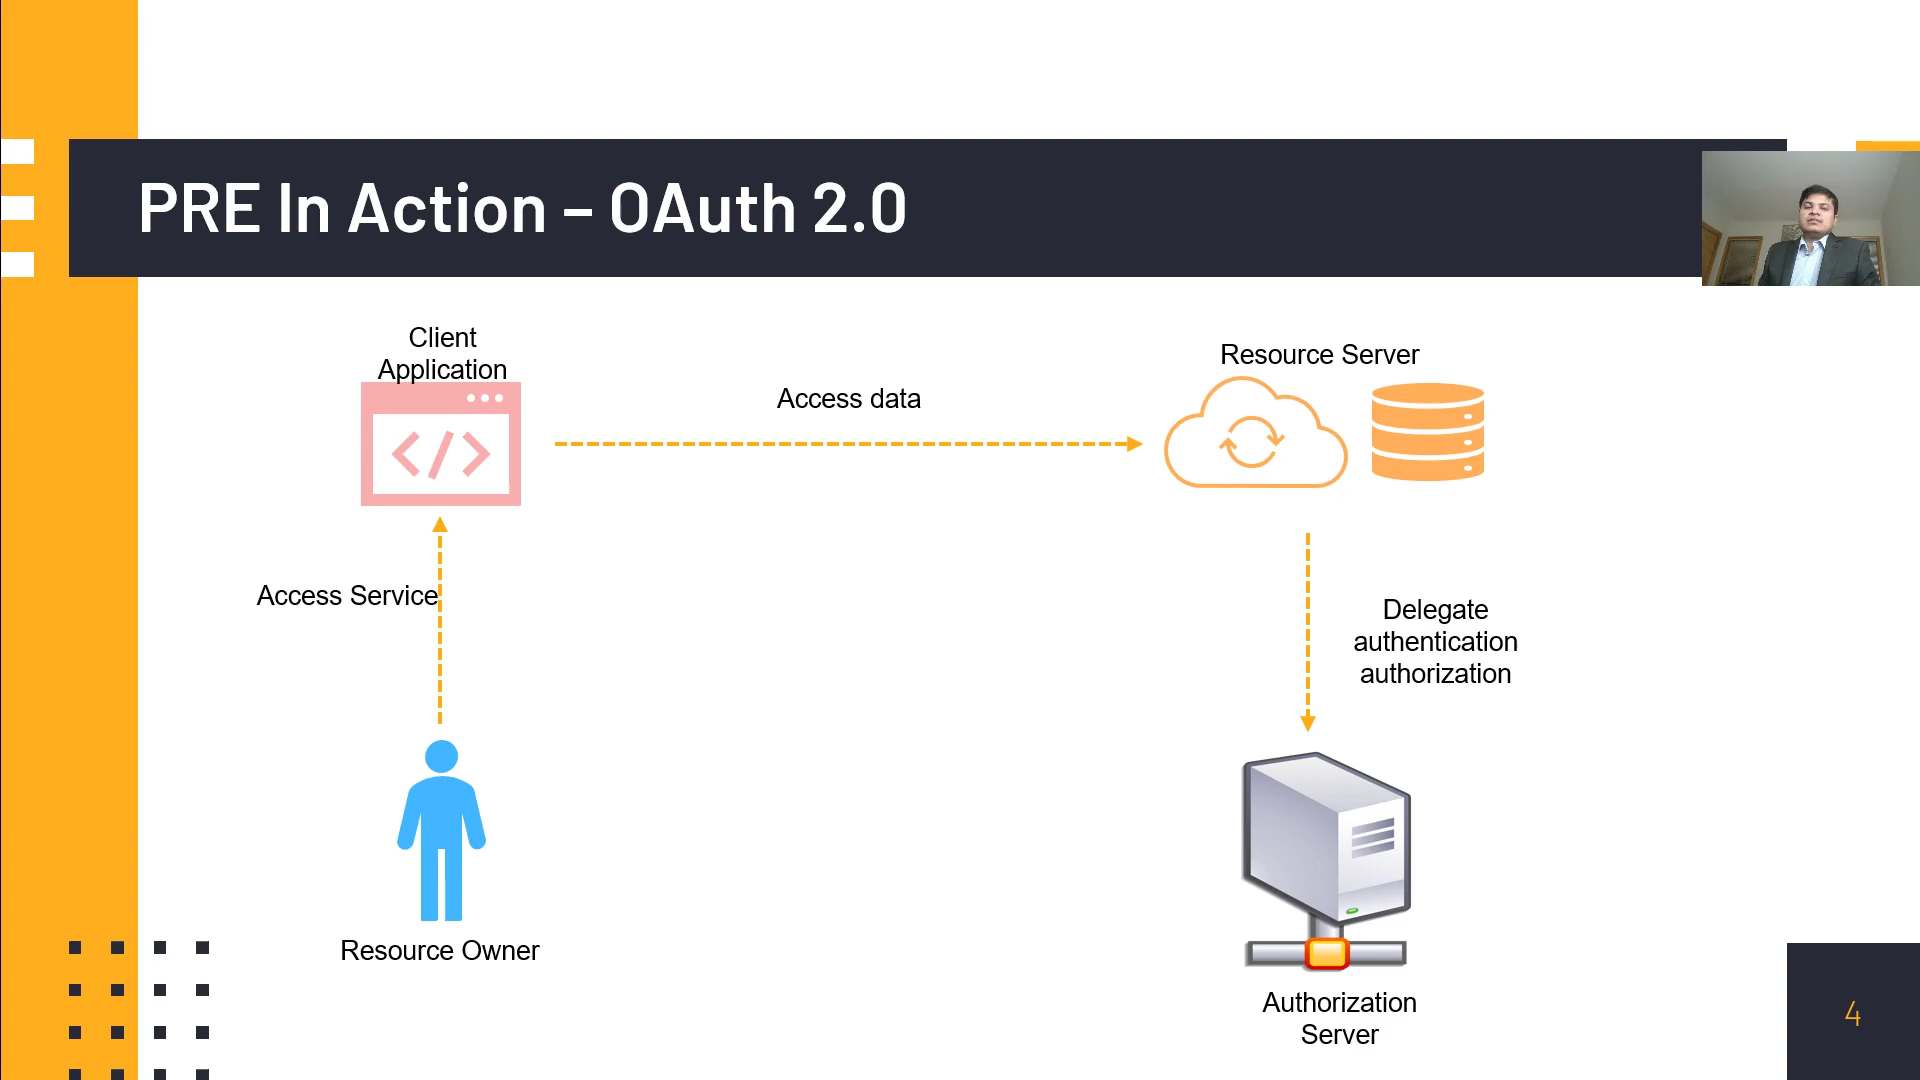 PRE In Action – OAuth 2.0
Client
Application
Resource Server
Access data
Access Service
Delegate
authentication
authorization
Resource Owner
Authorization
Server
4